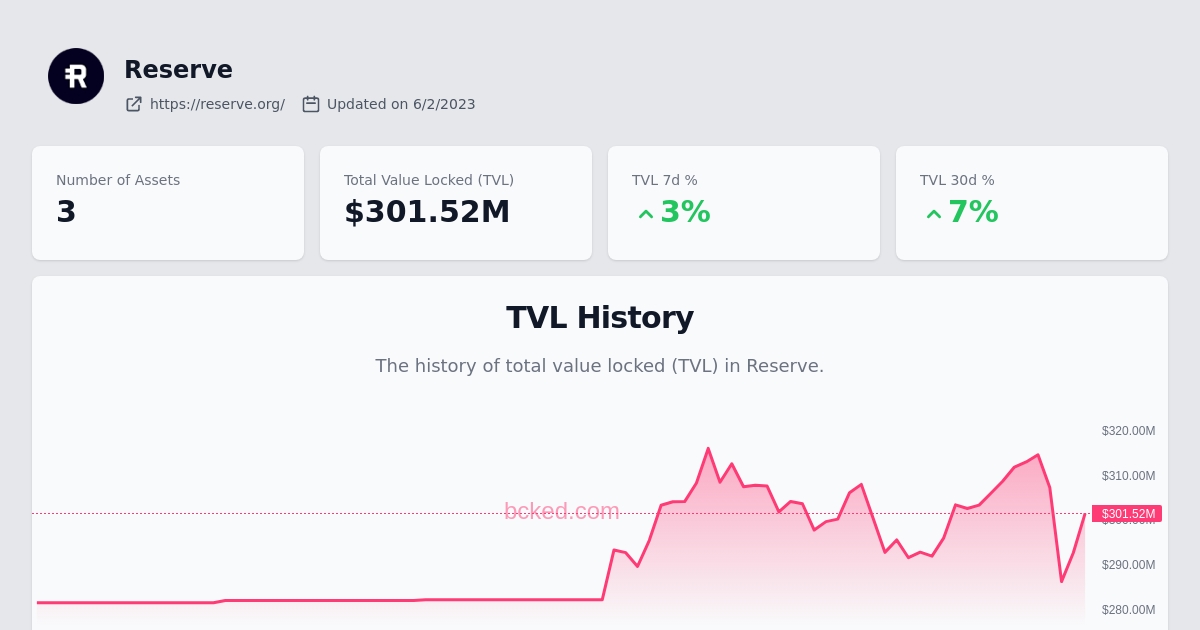 Reserve
https://reserve.org/ Updated on 6/2/2023
Number of Assets
3
Total Value Locked (TVL)
$301.52M
TVL 7d %
3%
TVL 30d %
7%
TVL History
The history of total value locked (TVL) in Reserve.
bcked.com
$320.00M
$310.00M
$301.52M
$290.00M
$280.00M